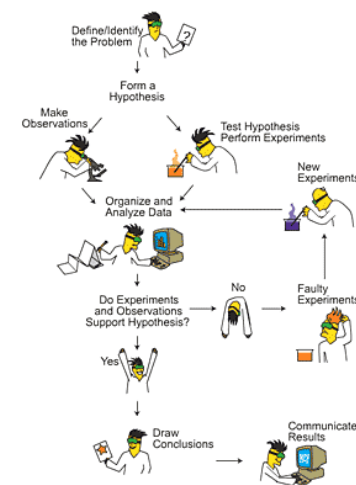 Define/Identify
the Problem
?
Form a
Hypothesis
Make
Observations
Test Hypothesis
Perform Experiments
New
Experiments
Organize and
Analyze Data
Do Experiments
and Observations
Support Hypothesis?
No
Faulty
Experiments
Yes
Draw
Conclusions
Communicate
Results